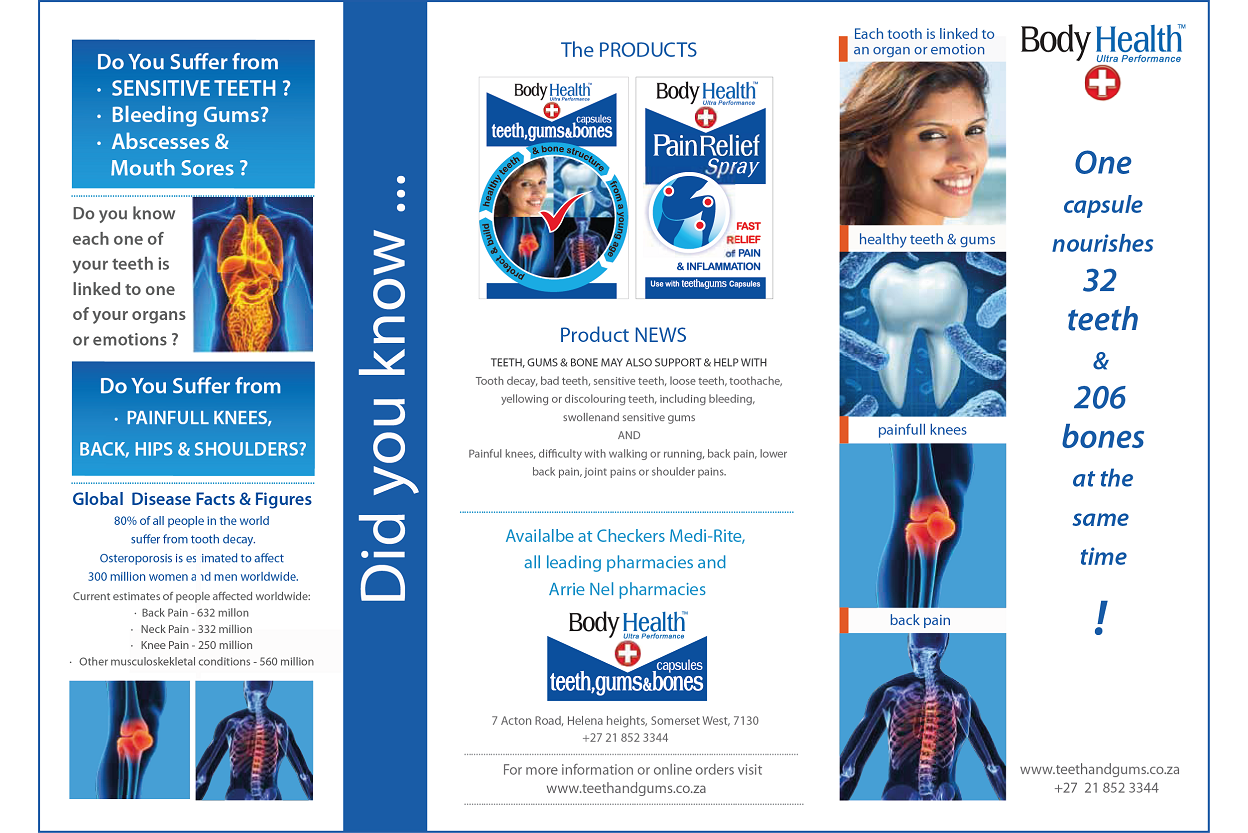 Do You Suffer from
· SENSITIVE TEETH ?
· Bleeding Gums?
· Abscesses &
Mouth Sores ?
Do you know
each one of
your teeth is
linked to one
of your organs
or emotions ?
Do You Suffer from
· PAINFULL KNEES,
BACK, HIPS & SHOULDERS?
Global Disease Facts & Figures
80% of all people in the world
suffer from tooth decay.
Osteroporosis is es imated to affect
300 million women a nd men worldwide.
Current estimates of people affected worldwide:
· Back Pain - 632 millon
· Neck Pain - 332 million
· Knee Pain - 250 million
· Other musculoskekletal conditions - 560 million
Did you know ...
The PRODUCTS
Body Health™
Ultra Performance
capsules
teeth,gums&bones
healthy teeth
& bone structure
from a young age
protect & build
Body Health™
Ultra Performance
Pain Relief
Spray
FAST
RELIEF
of PAIN
& INFLAMMATION
Use with teeth&gums Capsules
Product NEWS
TEETH, GUMS & BONE MAY ALSO SUPPORT & HELP WITH
Tooth decay, bad teeth, sensitive teeth, loose teeth, toothache,
yellowing or discolouring teeth, including bleeding,
swollenand sensitive gums
AND
Painful knees, difficulty with walking or running, back pain, lower
back pain, joint pains or shoulder pains.
Availalbe at Checkers Medi-Rite,
all leading pharmacies and
Arrie Nel pharmacies
Body Health™
Ultra Performance
capsules
teeth,gums&bones
7 Acton Road, Helena heights, Somerset West, 7130
+27 21 852 3344
For more information or online orders visit
www.teethandgums.co.za
Each tooth is linked to
an organ or emotion
healthy teeth & gums
painfull knees
back pain
Body Health™
Ultra Performance
One
capsule
nourishes
32
teeth
&
206
bones
at the
same
time
!
www.teethandgums.co.za
+27 21 852 3344